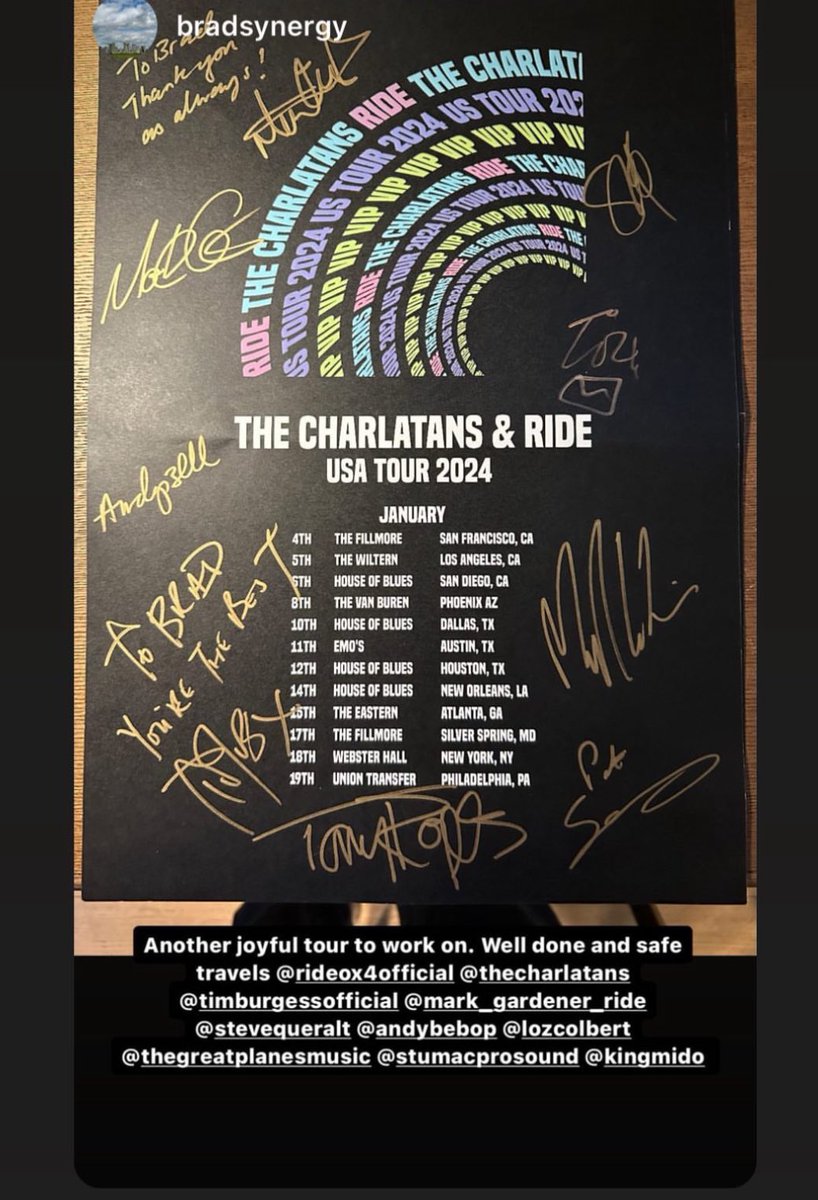 bradsynergy
To Brad
Thank you
as always!
RIDE THE CHARLATANS RIDE THE CHARLATI
US TOUR 2024 US TOUR 2024 US TOUR 202
VIP VIP VIP VIP VIP VIP VIP VIP
THE CHARLATANS & RIDE
USA TOUR 2024
JANUARY
4TH THE FILLMORE SAN FRANCISCO, CA
5TH THE WILTERN LOS ANGELES, CA
6TH HOUSE OF BLUES SAN DIEGO, CA
8TH THE VAN BUREN PHOENIX AZ
10TH HOUSE OF BLUES DALLAS, TX
11TH EMO'S AUSTIN, TX
12TH HOUSE OF BLUES HOUSTON, TX
14TH HOUSE OF BLUES NEW ORLEANS, LA
15TH THE EASTERN ATLANTA, GA
17TH THE FILLMORE SILVER SPRING, MD
18TH WEBSTER HALL NEW YORK, NY
19TH UNION TRANSFER PHILADELPHIA, PA
To BRAD
YOU'RE THE BEST
Another joyful tour to work on. Well done and safe
travels @rideox4official @thecharlatans
@timburgessofficial @mark_gardener_ride
@stevequeralt @andybebop @lozcolbert
@thegreatplanesmusic @stumacprosound @kingmido